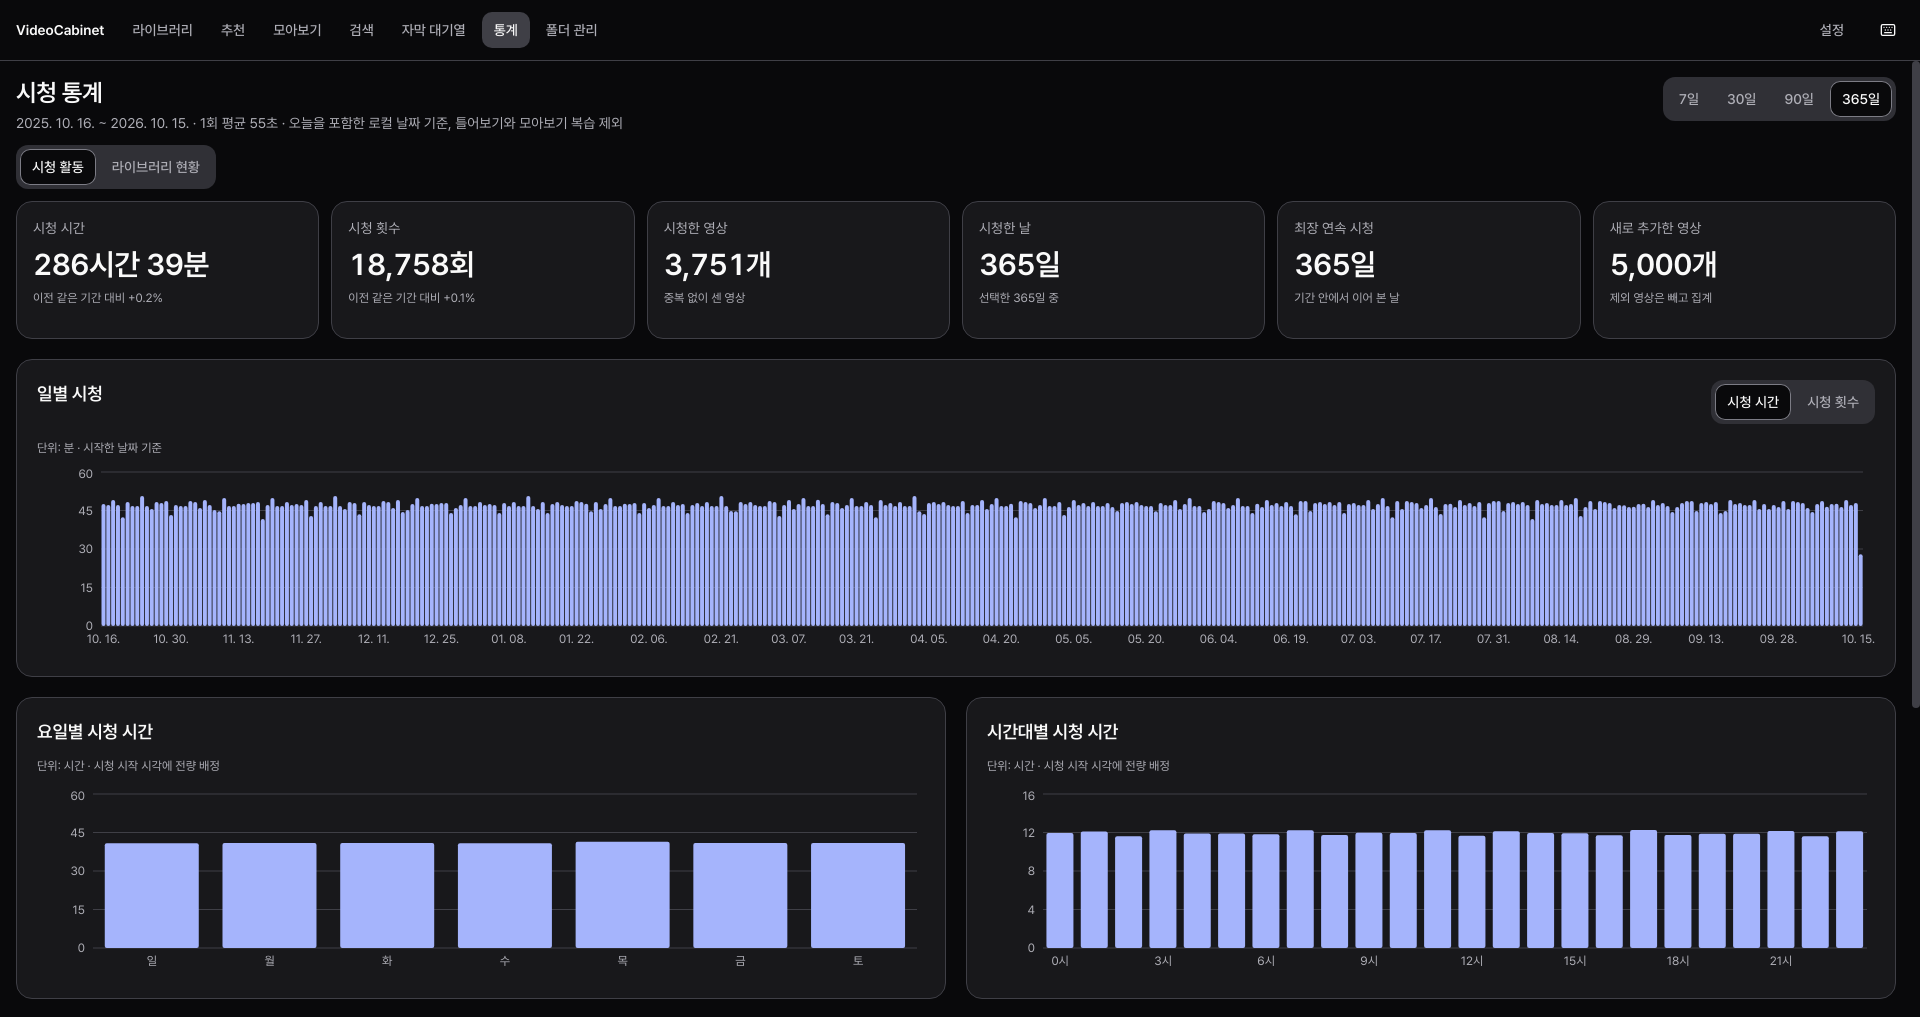 VideoCabinet 라이브러리 추천 모아보기 검색 자막 대기열 통계 폴더 관리 설정
시청 통계
7일 30일 90일 365일
2025. 10. 16. ~ 2026. 10. 15. · 1회 평균 55초 · 오늘을 포함한 로컬 날짜 기준, 틀어보기와 모아보기 복습 제외
시청 활동 라이브러리 현황
시청 시간 시청 횟수 시청한 영상 시청한 날 최장 연속 시청 새로 추가한 영상
286시간 39분 18,758회 3,751개 365일 365일 5,000개
이전 같은 기간 대비 +0.2% 이전 같은 기간 대비 +0.1% 중복 없이 센 영상 선택한 365일 중 기간 안에서 이어 본 날 제외 영상은 빼고 집계
일별 시청
시청 시간 시청 횟수
단위: 분 · 시작한 날짜 기준
60
45
30
15
0
10. 16. 10. 30. 11. 13. 11. 27. 12. 11. 12. 25. 01. 08. 01. 22. 02. 06. 02. 21. 03. 07. 03. 21. 04. 05. 04. 20. 05. 05. 05. 20. 06. 04. 06. 19. 07. 03. 07. 17. 07. 31. 08. 14. 08. 29. 09. 13. 09. 28. 10. 15.
요일별 시청 시간
단위: 시간 · 시청 시작 시각에 전량 배정
60
45
30
15
0
일 월 화 수 목 금 토
시간대별 시청 시간
단위: 시간 · 시청 시작 시각에 전량 배정
16
12
8
4
0
0시 3시 6시 9시 12시 15시 18시 21시